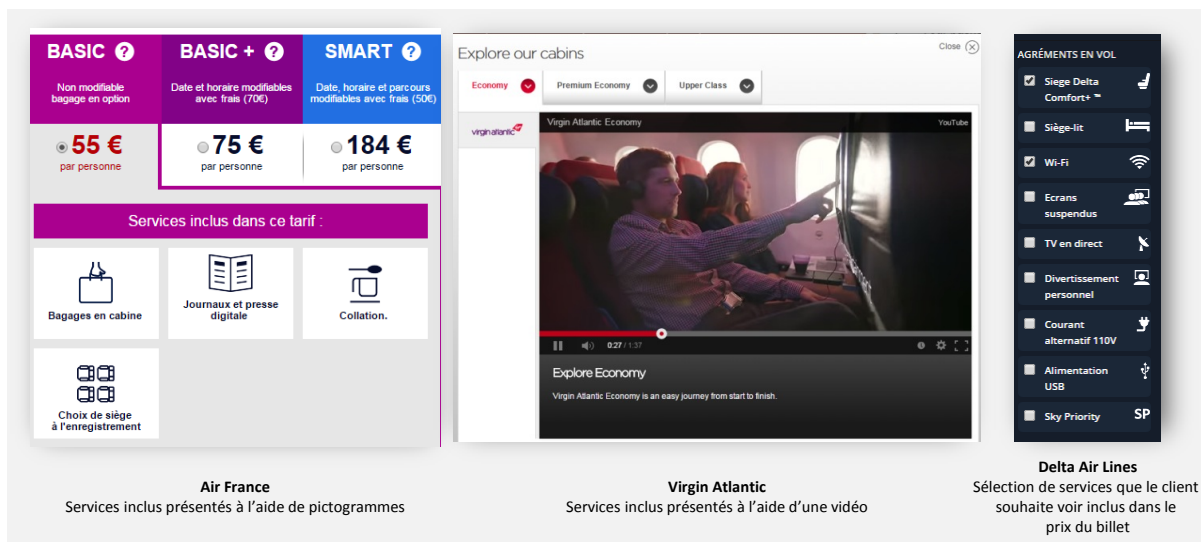 BASIC ?
Non modifiable
bagage en option
55 €
par personne
BASIC + ?
Date et horaire modifiables
avec frais (70€)
75 €
par personne
SMART ?
Date, horaire et parcours
modifiables avec frais (50€)
184 €
par personne
Services inclus dans ce tarif :
Bagages en cabine
Journaux et presse
digitale
Collation.
Choix de siège
à l'enregistrement
Air France
Services inclus présentés à l’aide de pictogrammes
Explore our cabins
Close
Economy
Premium Economy
Upper Class
virgin atlantic
Virgin Atlantic Economy
YouTube
0:27 / 1:37
Explore Economy
Virgin Atlantic Economy is an easy journey from start to finish.
Virgin Atlantic
Services inclus présentés à l’aide d’une vidéo
AGRÉMENTS EN VOL
Siege Delta
Comfort+ ™
Siège-lit
Wi-Fi
Ecrans
suspendus
TV en direct
Divertissement
personnel
Courant
alternatif 110V
Alimentation
USB
Sky Priority SP
Delta Air Lines
Sélection de services que le client
souhaite voir inclus dans le
prix du billet